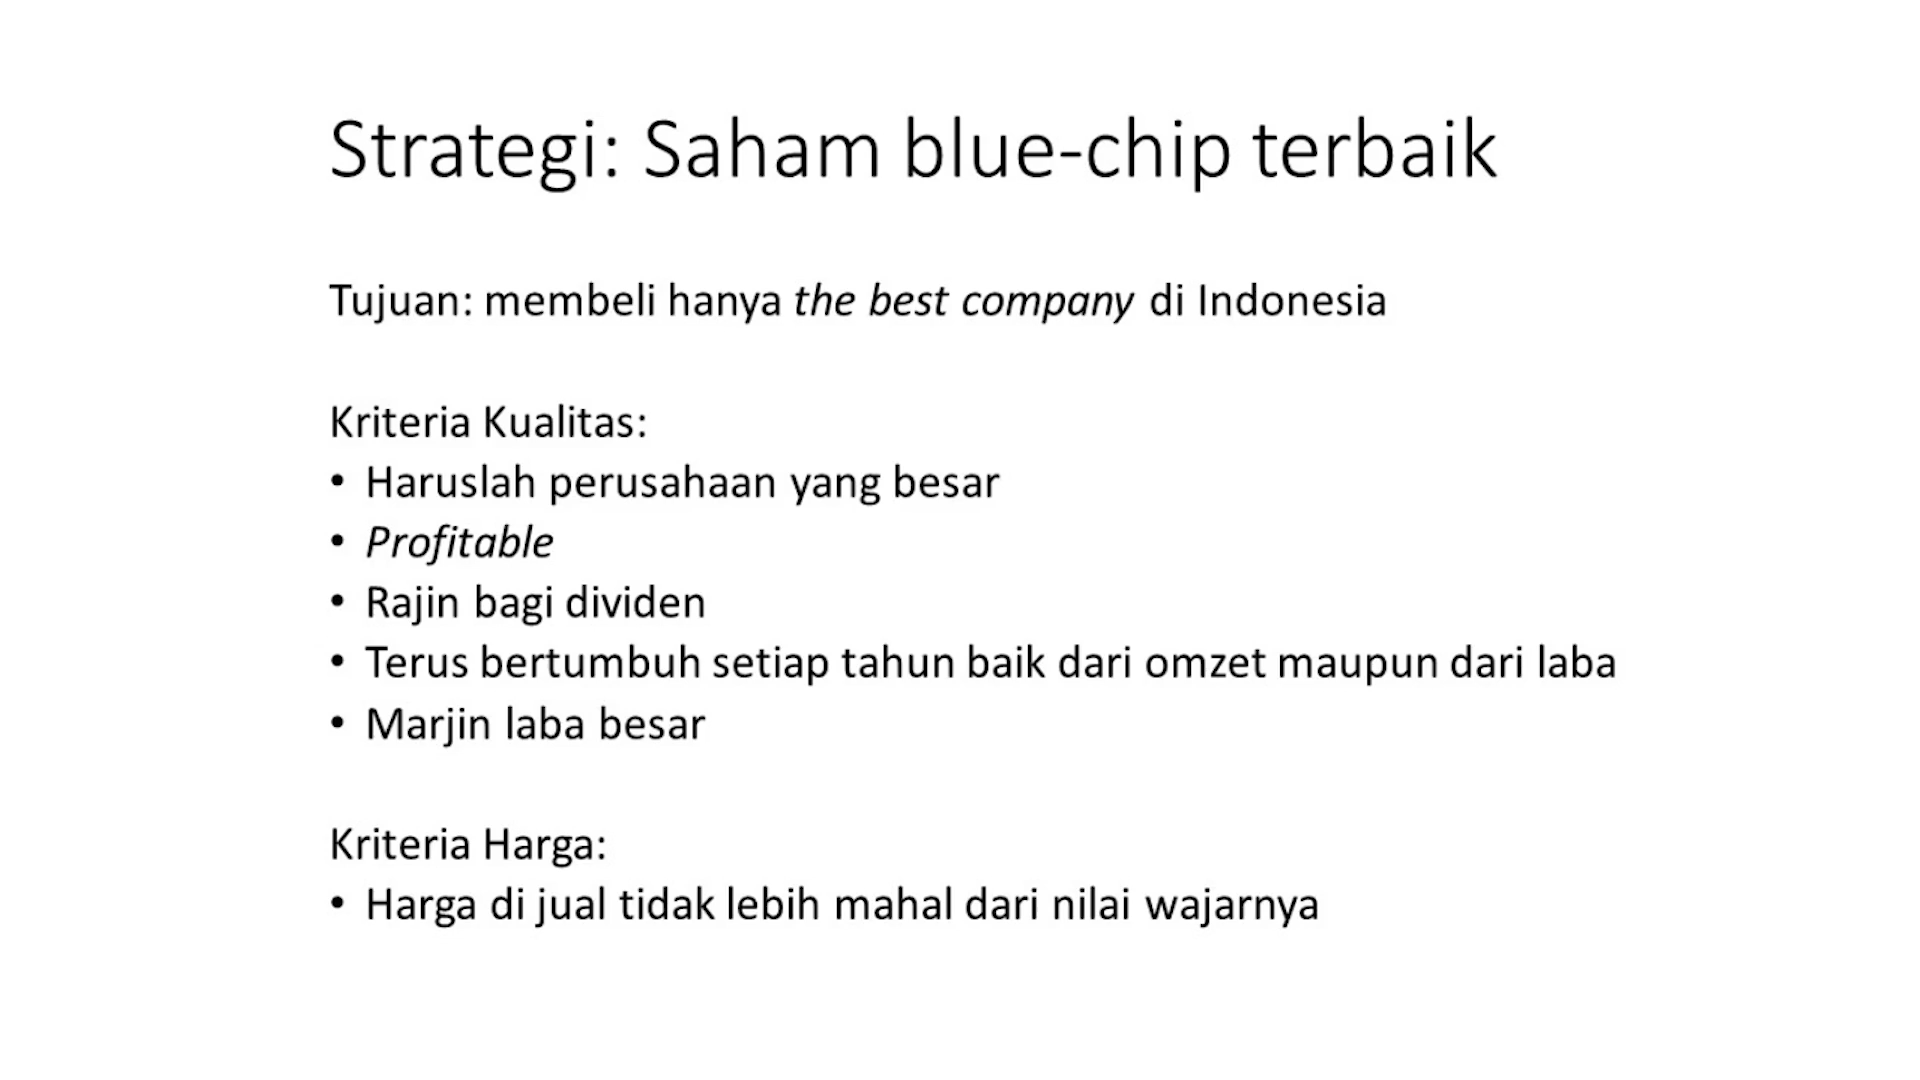 Strategi: Saham blue-chip terbaik
Tujuan: membeli hanya the best company di Indonesia
Kriteria Kualitas:
• Haruslah perusahaan yang besar
• Profitable
• Rajin bagi dividen
• Terus bertumbuh setiap tahun baik dari omzet maupun dari laba
• Marjin laba besar
Kriteria Harga:
• Harga di jual tidak lebih mahal dari nilai wajarnya